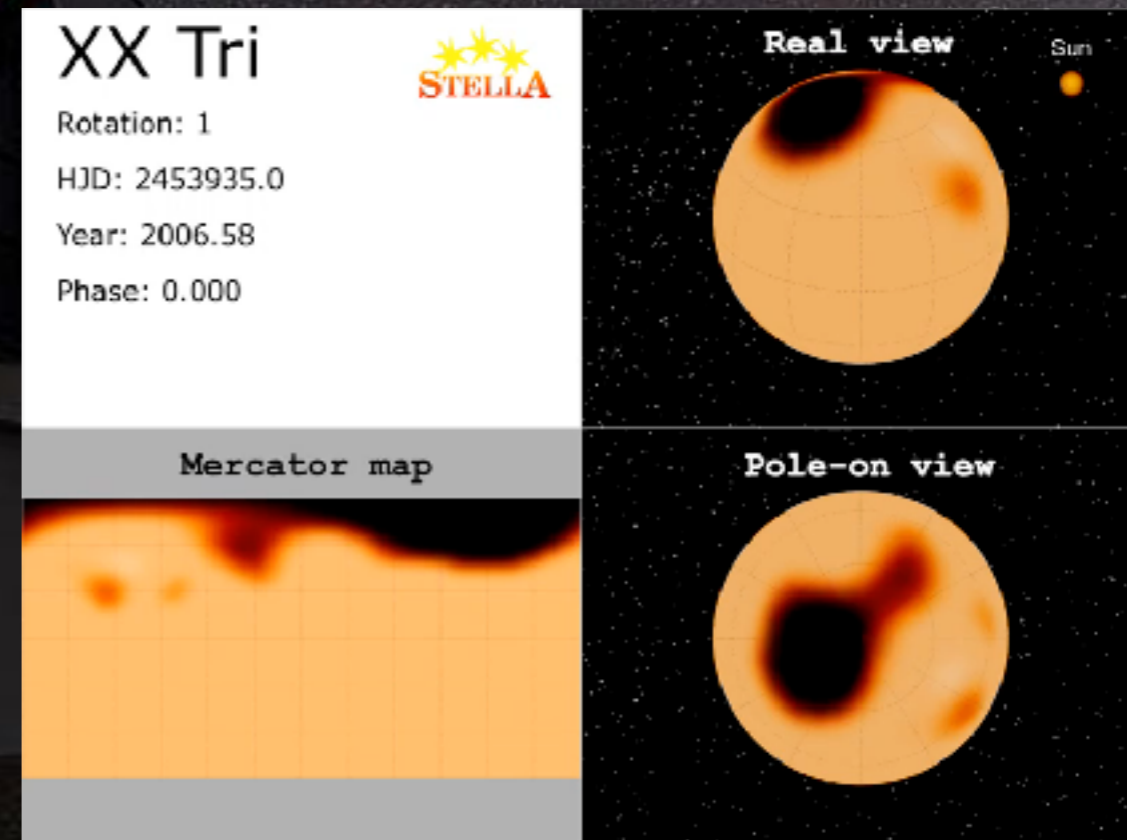 XX Tri
STELLA
Rotation: 1
HJD: 2453935.0
Year: 2006.58
Phase: 0.000
Real view
Sun
Mercator map
Pole-on view